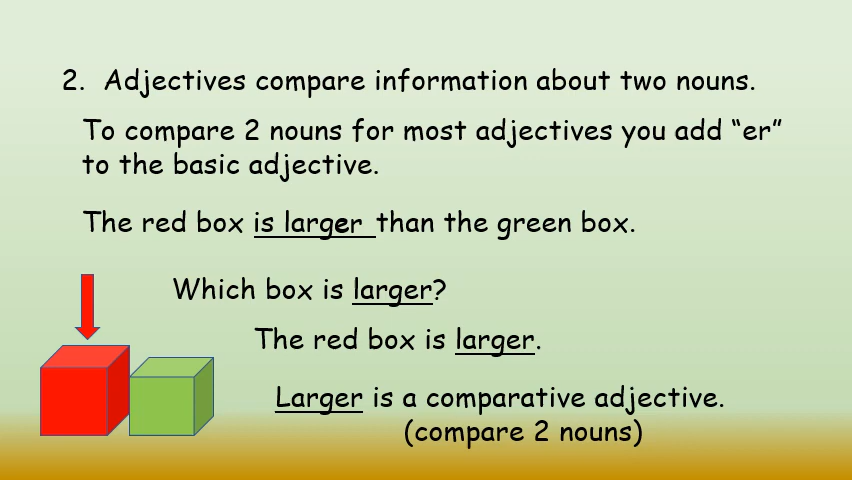 2. Adjectives compare information about two nouns.
To compare 2 nouns for most adjectives you add “er”
to the basic adjective.
The red box is larger than the green box.
Which box is larger?
The red box is larger.
Larger is a comparative adjective.
(compare 2 nouns)